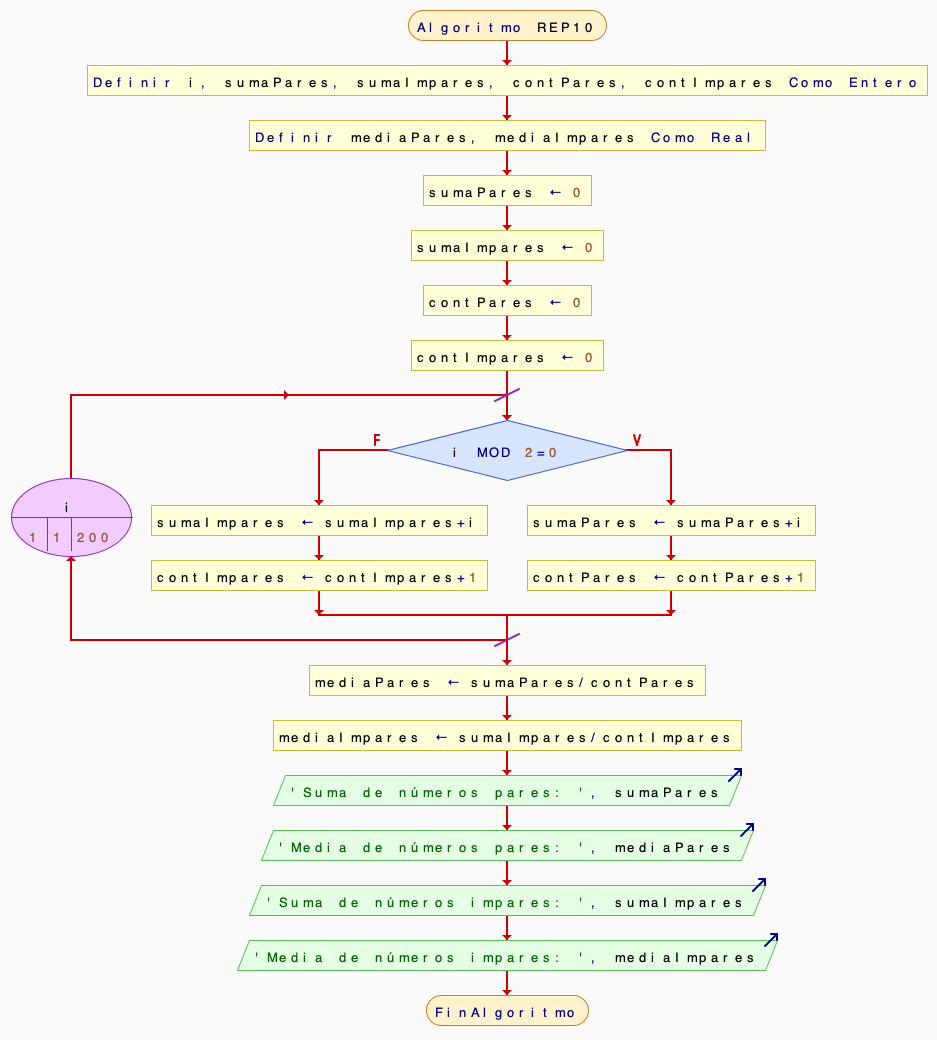 Algoritmo REP10
Definir i, sumaPares, sumaImpares, contPares, contImpares Como Entero
Definir mediaPares, mediaImpares Como Real
sumaPares ← 0
sumaImpares ← 0
contPares ← 0
contImpares ← 0
F
V
i MOD 2=0
i
1 1 200
sumaImpares ← sumaImpares+i
sumaPares ← sumaPares+i
contImpares ← contImpares+1
contPares ← contPares+1
mediaPares ← sumaPares/contPares
mediaImpares ← sumaImpares/contImpares
'Suma de números pares: ', sumaPares
'Media de números pares: ', mediaPares
'Suma de números impares: ', sumaImpares
'Media de números impares: ', mediaImpares
FinAlgoritmo